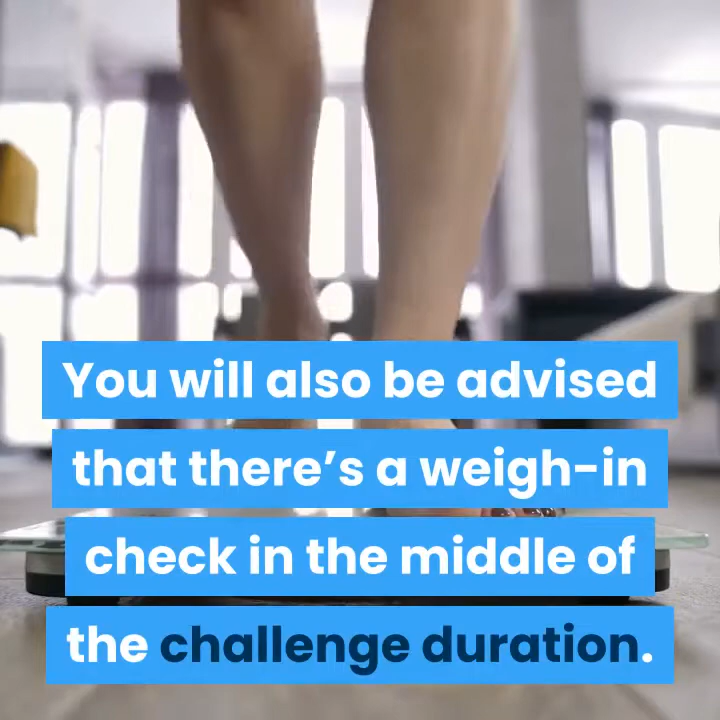 You will also be advised
that there’s a weigh-in
check in the middle of
the challenge duration.